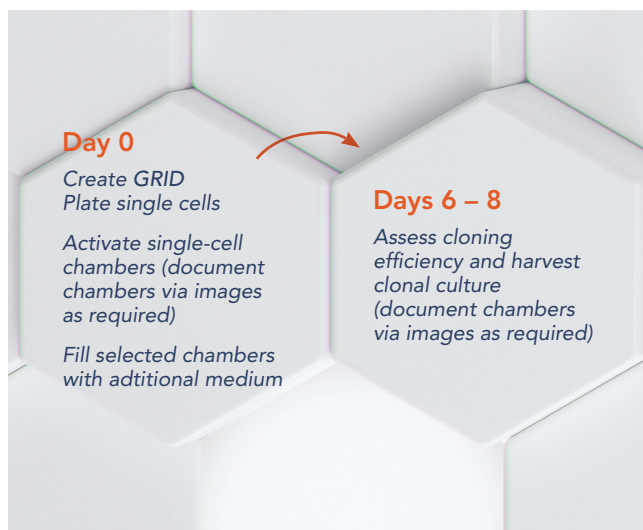 Day 0
Create GRID
Plate single cells
Activate single-cell
chambers (document
chambers via images
as required)
Fill selected chambers
with adtitional medium
Days 6 – 8
Assess cloning
efficiency and harvest
clonal culture
(document chambers
via images as required)